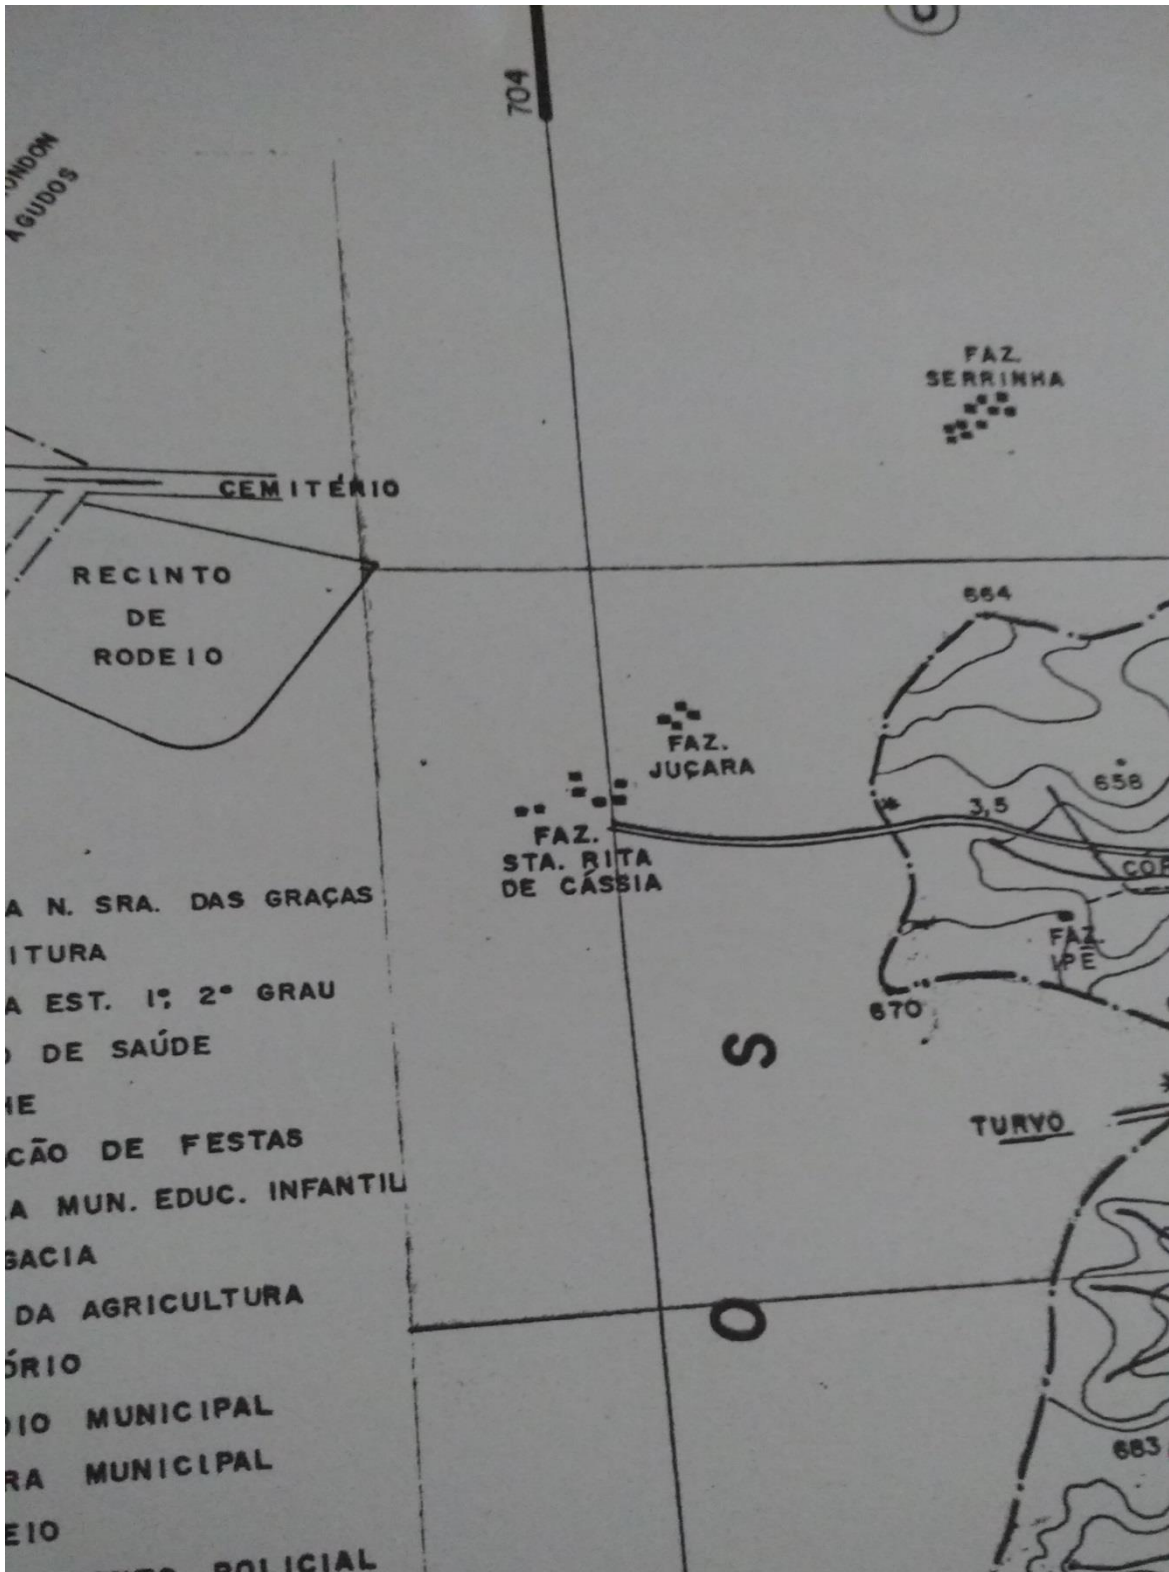 704
AGUDOS
FAZ.
SERRINHA
CEMITÉRIO
RECINTO
DE
RODEIO
664
FAZ.
JUÇARA
658
3,5
FAZ.
STA. RITA
DE CÁSSIA
FAZ.
IPÊ
670
A N. SRA. DAS GRAÇAS
ITURA
A EST. 1º, 2º GRAU
DE SAÚDE
HE
S
TURVO
ÇÃO DE FESTAS
A MUN. EDUC. INFANTIL
GACIA
DA AGRICULTURA
O
ÓRIO
IO MUNICIPAL
RA MUNICIPAL
683
EIO
POLICIAL